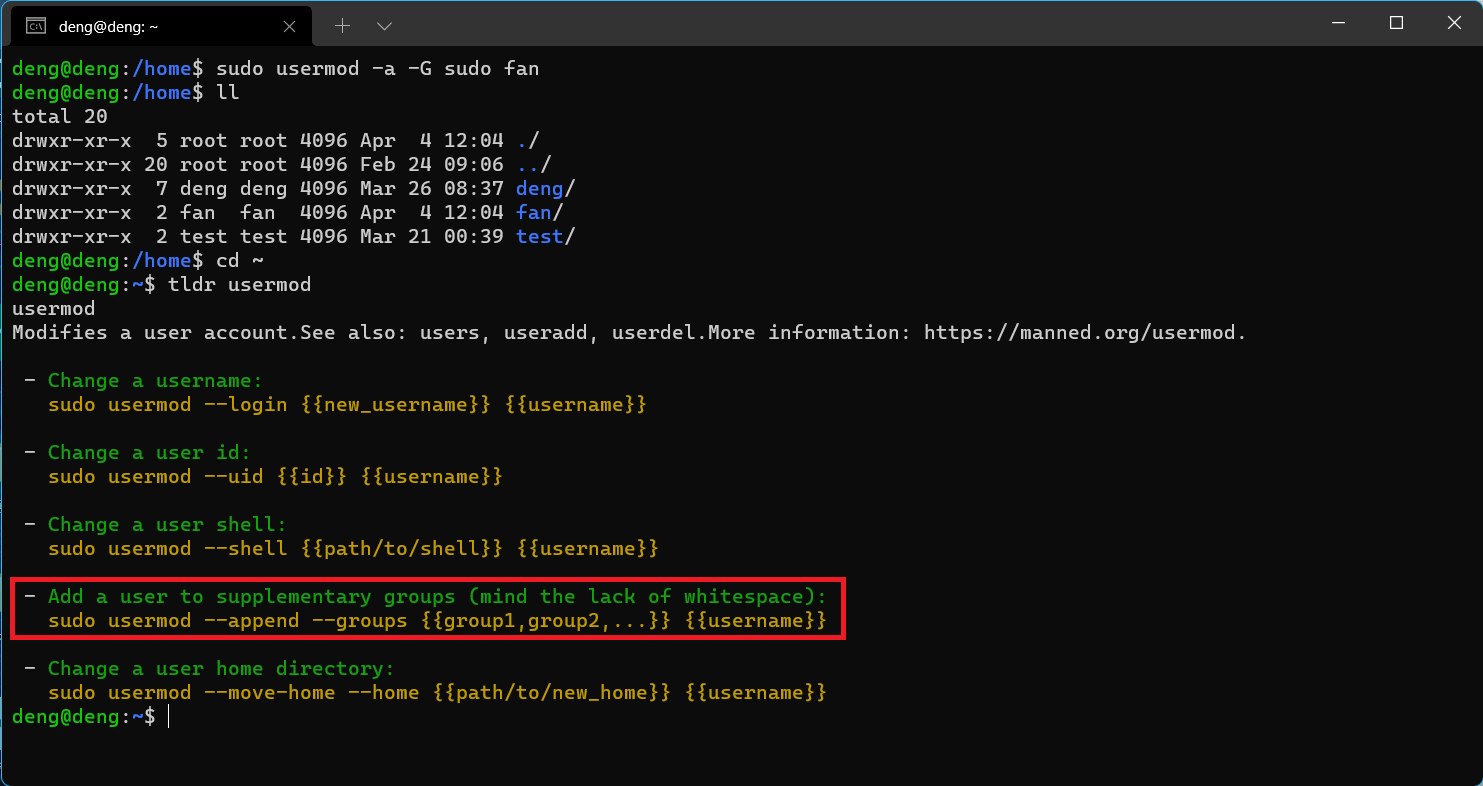 deng@deng: ~
deng@deng:/home$ sudo usermod -a -G sudo fan
deng@deng:/home$ ll
total 20
drwxr-xr-x  5 root root 4096 Apr  4 12:04 ./
drwxr-xr-x 20 root root 4096 Feb 24 09:06 ../
drwxr-xr-x  7 deng deng 4096 Mar 26 08:37 deng/
drwxr-xr-x  2 fan  fan  4096 Apr  4 12:04 fan/
drwxr-xr-x  2 test test 4096 Mar 21 00:39 test/
deng@deng:/home$ cd ~
deng@deng:~$ tldr usermod
usermod
Modifies a user account.See also: users, useradd, userdel.More information: https://manned.org/usermod.
 - Change a username:
   sudo usermod --login {{new_username}} {{username}}
 - Change a user id:
   sudo usermod --uid {{id}} {{username}}
 - Change a user shell:
   sudo usermod --shell {{path/to/shell}} {{username}}
 - Add a user to supplementary groups (mind the lack of whitespace):
   sudo usermod --append --groups {{group1,group2,...}} {{username}}
 - Change a user home directory:
   sudo usermod --move-home --home {{path/to/new_home}} {{username}}
deng@deng:~$